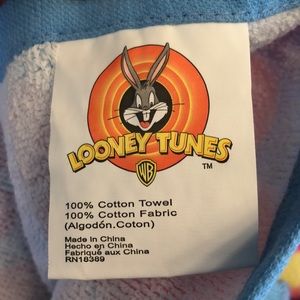 LOONEY TUNES
WB
TM
100% Cotton Towel
100% Cotton Fabric
(Algodón.Coton)
Made in China
Hecho en China
Fabriqué aux China
RN18389